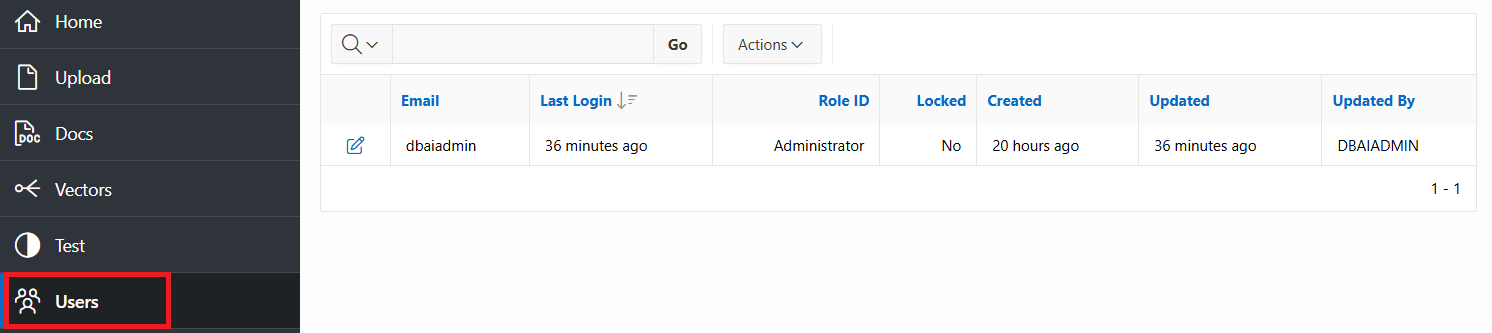 Home
Upload
DOC Docs
Vectors
Test
Users
Go Actions
Email Last Login Role ID Locked Created Updated Updated By
dbaiadmin 36 minutes ago Administrator No 20 hours ago 36 minutes ago DBAIADMIN
1 - 1